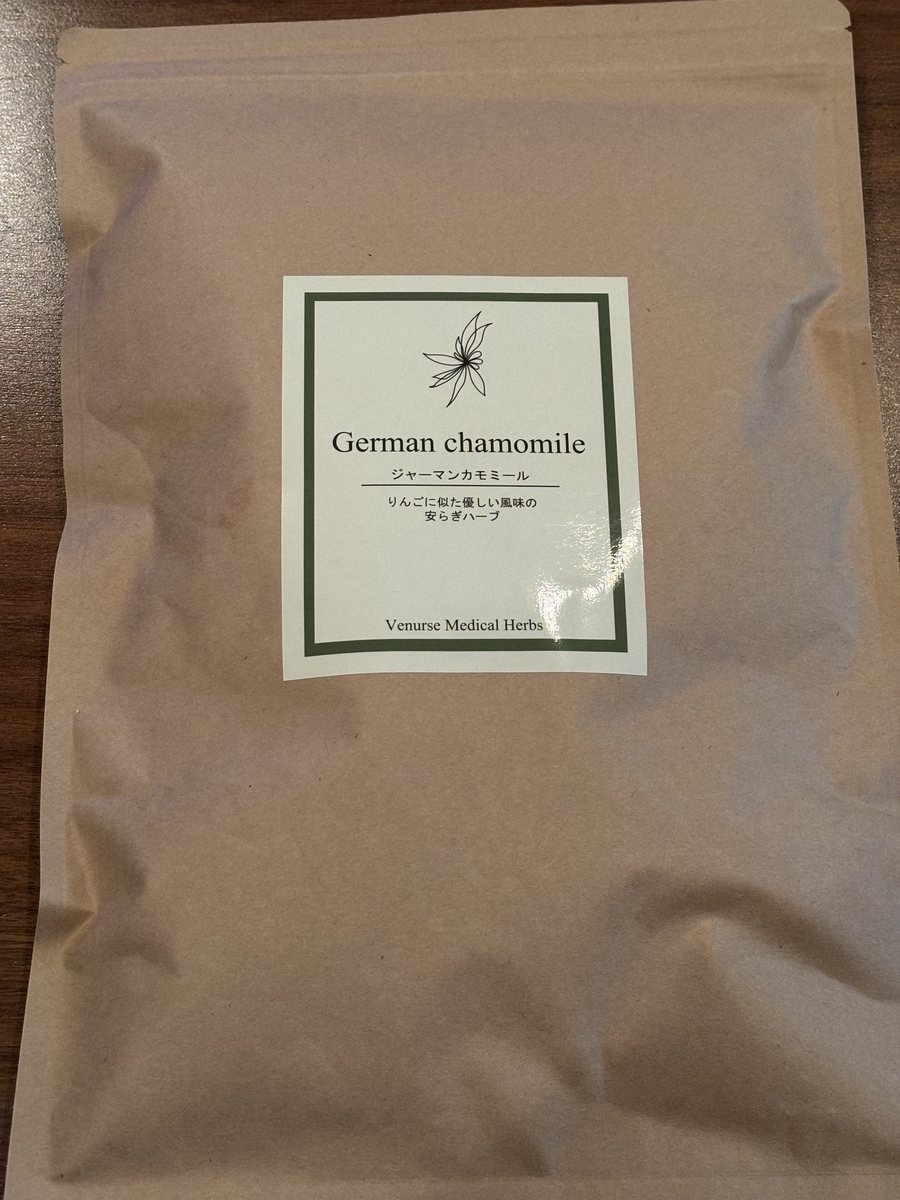 German chamomile
ジャーマンカモミール
りんごに似た優しい風味の
安らぎハーブ
Venurse Medical Herbs